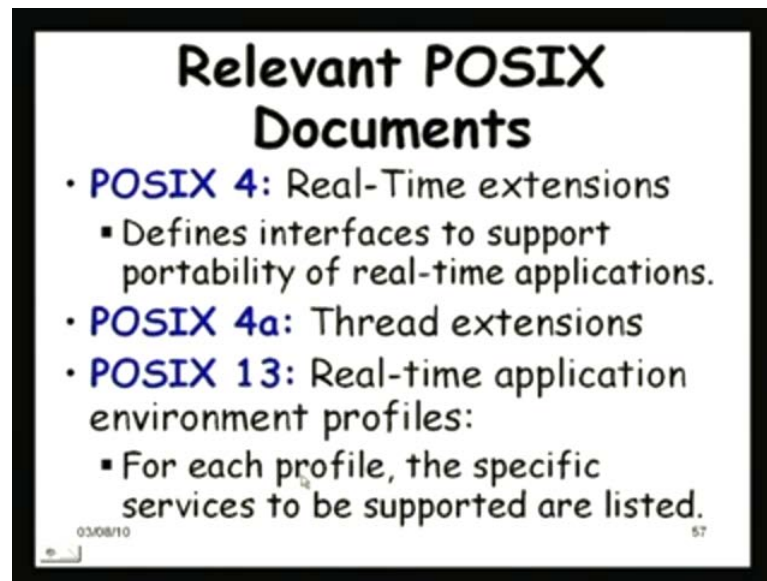 Relevant POSIX
Documents
• POSIX 4: Real-Time extensions
▪ Defines interfaces to support
portability of real-time applications.
• POSIX 4a: Thread extensions
• POSIX 13: Real-time application
environment profiles:
▪ For each profile, the specific
services to be supported are listed.
03/08/10
57